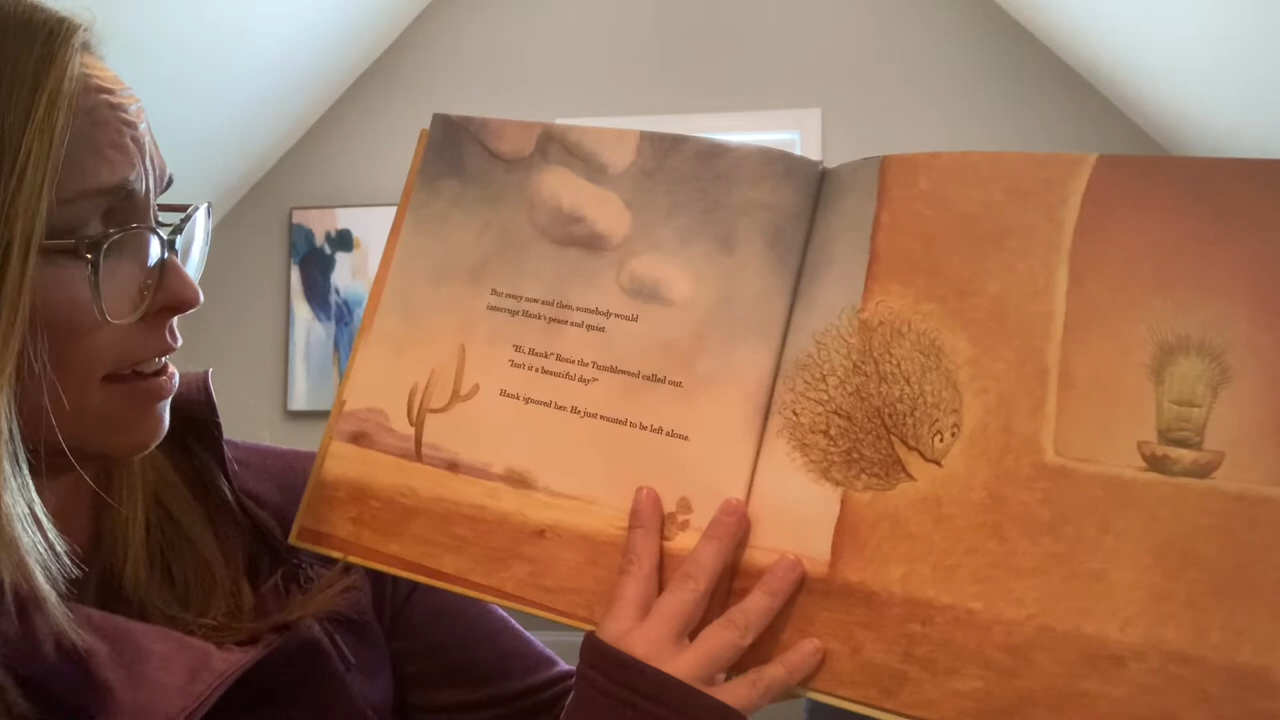 But every now and then, somebody would
interrupt Hank's peace and quiet.
"Hi, Hank!" Rosie the Tumbleweed called out.
"Isn't it a beautiful day?"
Hank ignored her. He just wanted to be left alone.